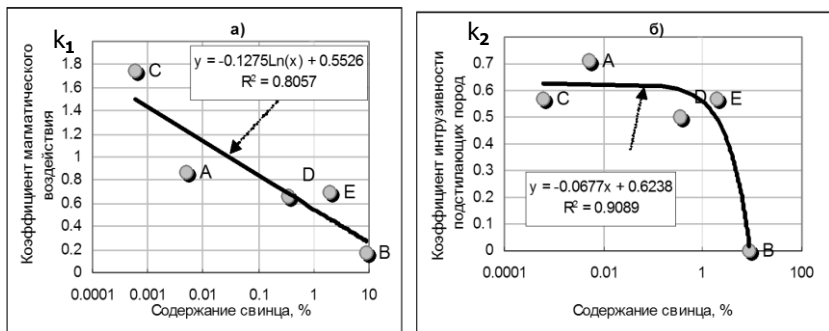 а)
k1
Коэффициент магматического
воздействия
1.8
1.6
1.4
1.2
1
0.8
0.6
0.4
0.2
0
C
A
D
E
B
y = -0.1275Ln(x) + 0.5526
R² = 0.8057
0.0001 0.001 0.01 0.1 1 10
Содержание свинца, %
б)
k2
Коэффициент интрузивности
подстилающих пород
0.7
0.6
0.5
0.4
0.3
0.2
0.1
0
A
C
D
E
B
y = -0.0677x + 0.6238
R² = 0.9089
0.0001 0.01 1 100
Содержание свинца, %